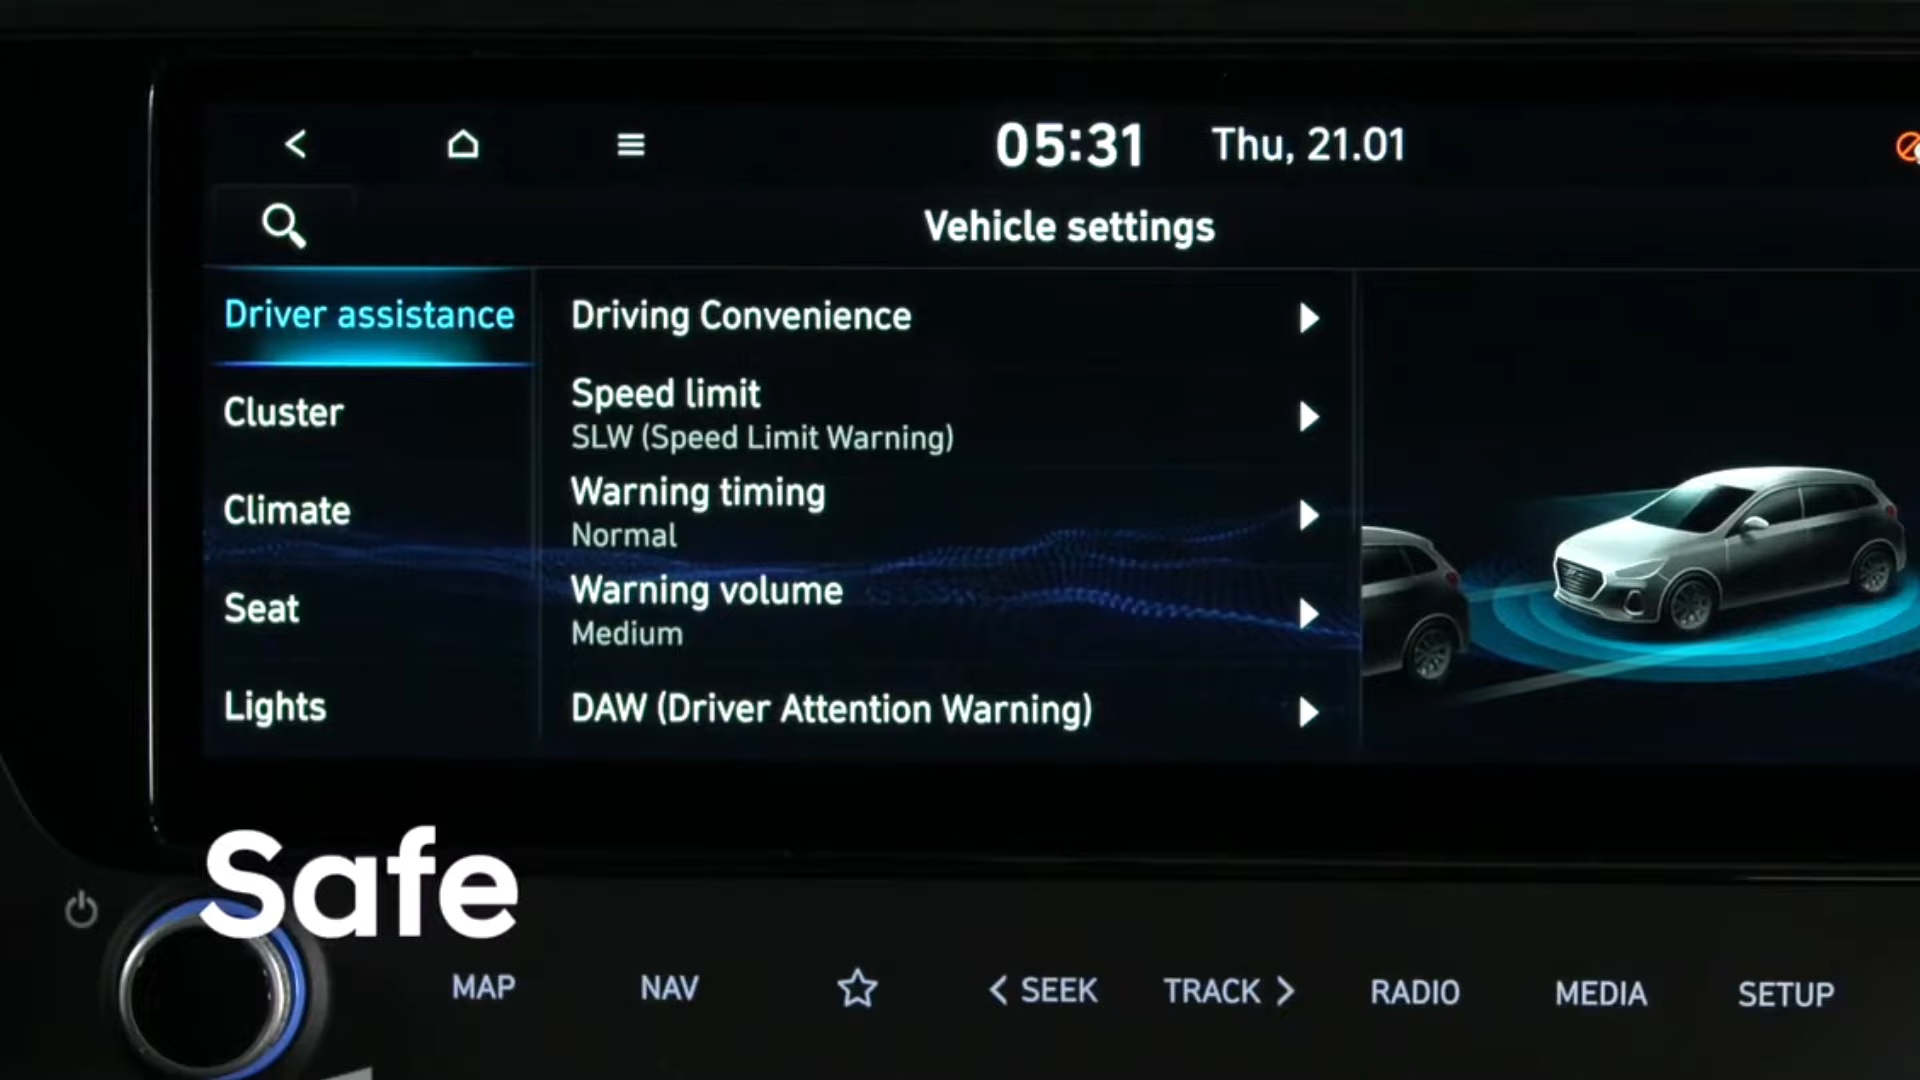 05:31 Thu, 21.01
Vehicle settings
Driver assistance
Cluster
Climate
Seat
Lights
Driving Convenience
Speed limit
SLW (Speed Limit Warning)
Warning timing
Normal
Warning volume
Medium
DAW (Driver Attention Warning)
Safe
MAP NAV < SEEK TRACK > RADIO MEDIA SETUP